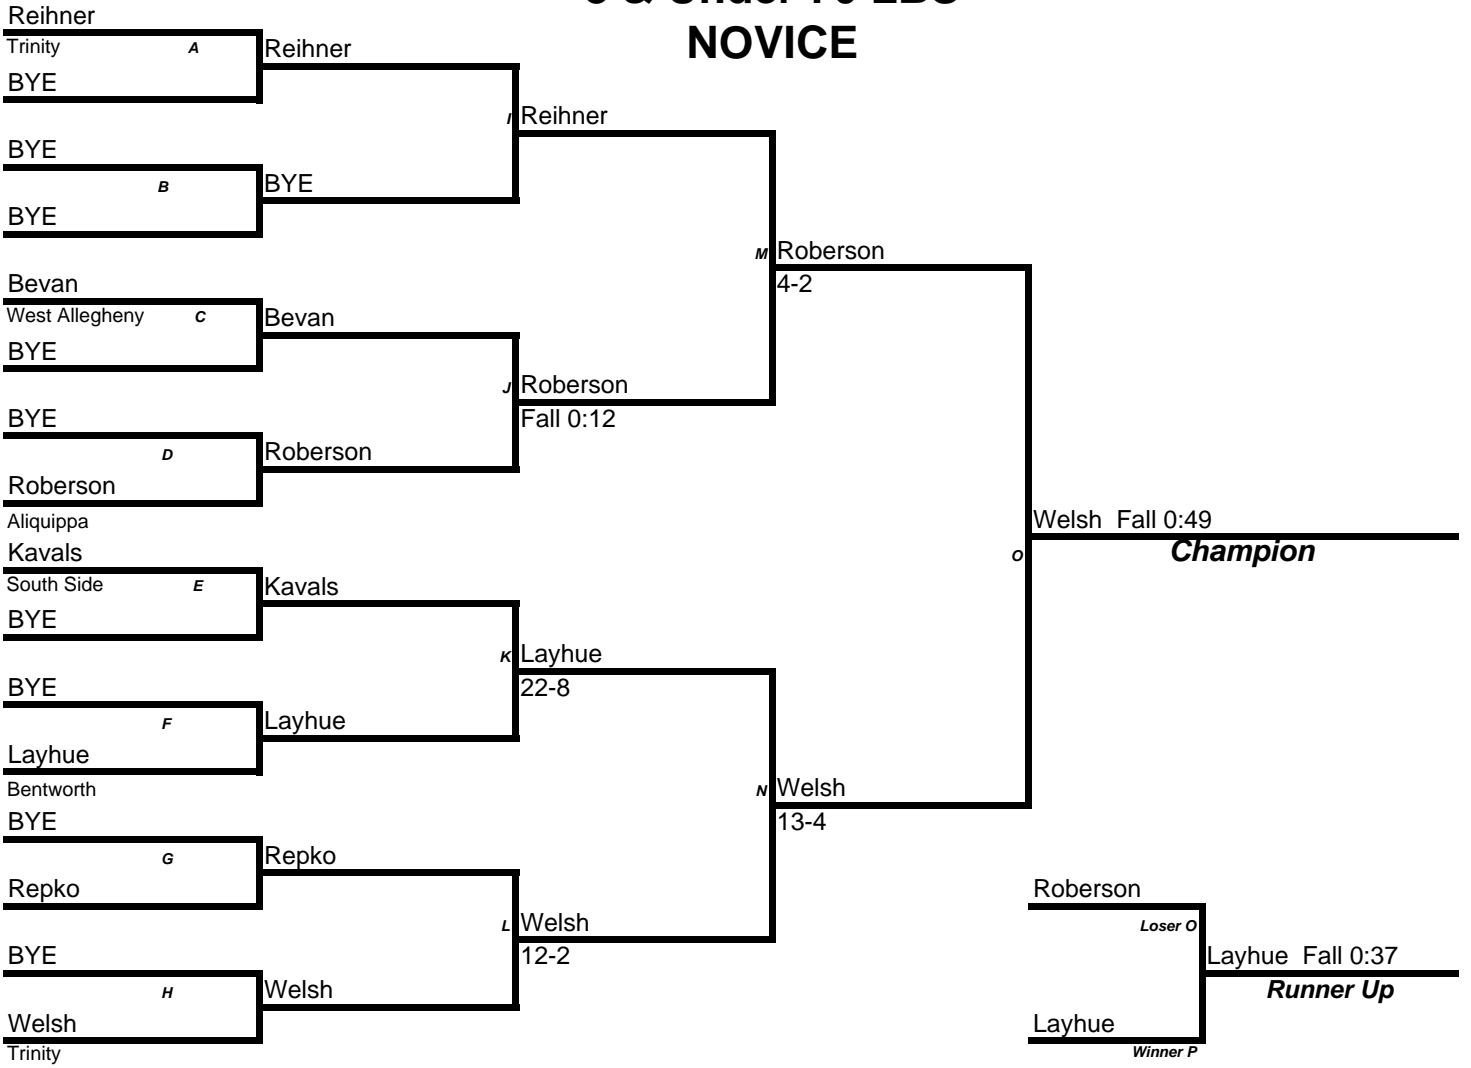 NOVICE
Reihner
Trinity A
BYE
Reihner
BYE
B
BYE
BYE
I Reihner
Bevan
West Allegheny C
BYE
Bevan
BYE
D
Roberson
Aliquippa
Roberson
J Roberson
Fall 0:12
M Roberson
4-2
Kavals
South Side E
BYE
Kavals
BYE
F
Layhue
Bentworth
Layhue
K Layhue
22-8
BYE
G
Repko
Repko
BYE
H
Welsh
Trinity
Welsh
L Welsh
12-2
N Welsh
13-4
O
Welsh Fall 0:49
Champion
Roberson
Loser O
Layhue
Winner P
Layhue Fall 0:37
Runner Up